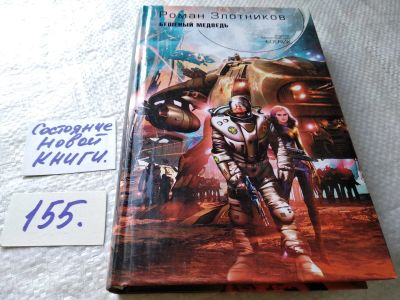 Роман Злотников
БЕШЕНЫЙ МЕДВЕДЬ
Состояние
новой
книги.
155.